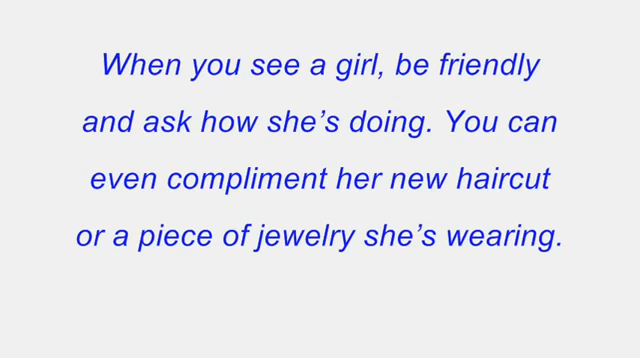 When you see a girl, be friendly
and ask how she’s doing. You can
even compliment her new haircut
or a piece of jewelry she’s wearing.